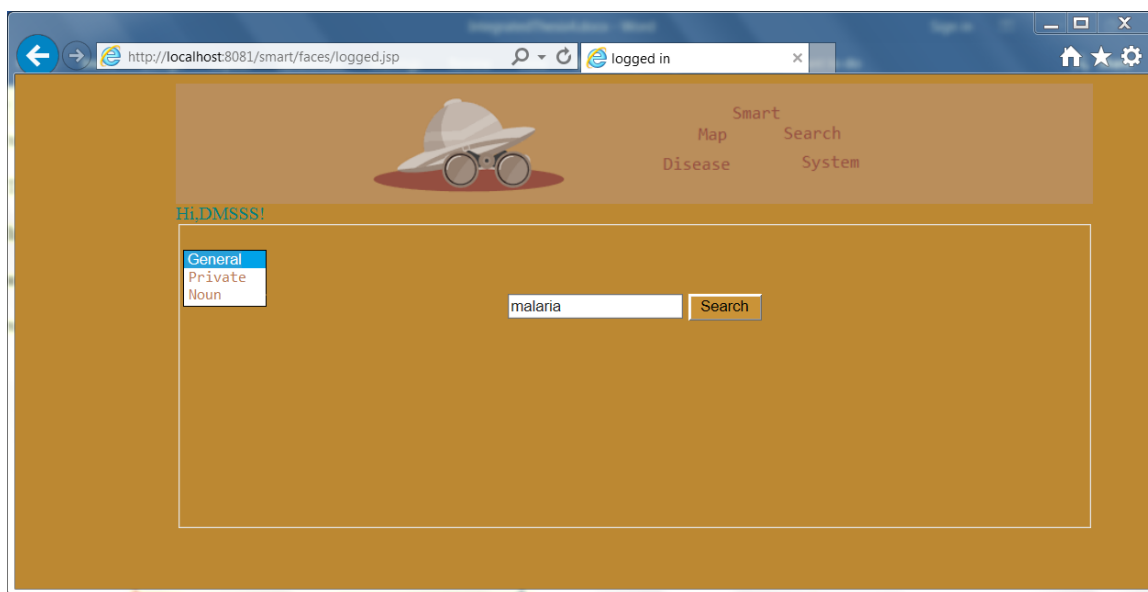 http://localhost:8081/smart/faces/logged.jsp
logged in
Smart
Map Search
Disease System
Hi,DMSSS!
General
Private
Noun
malaria Search